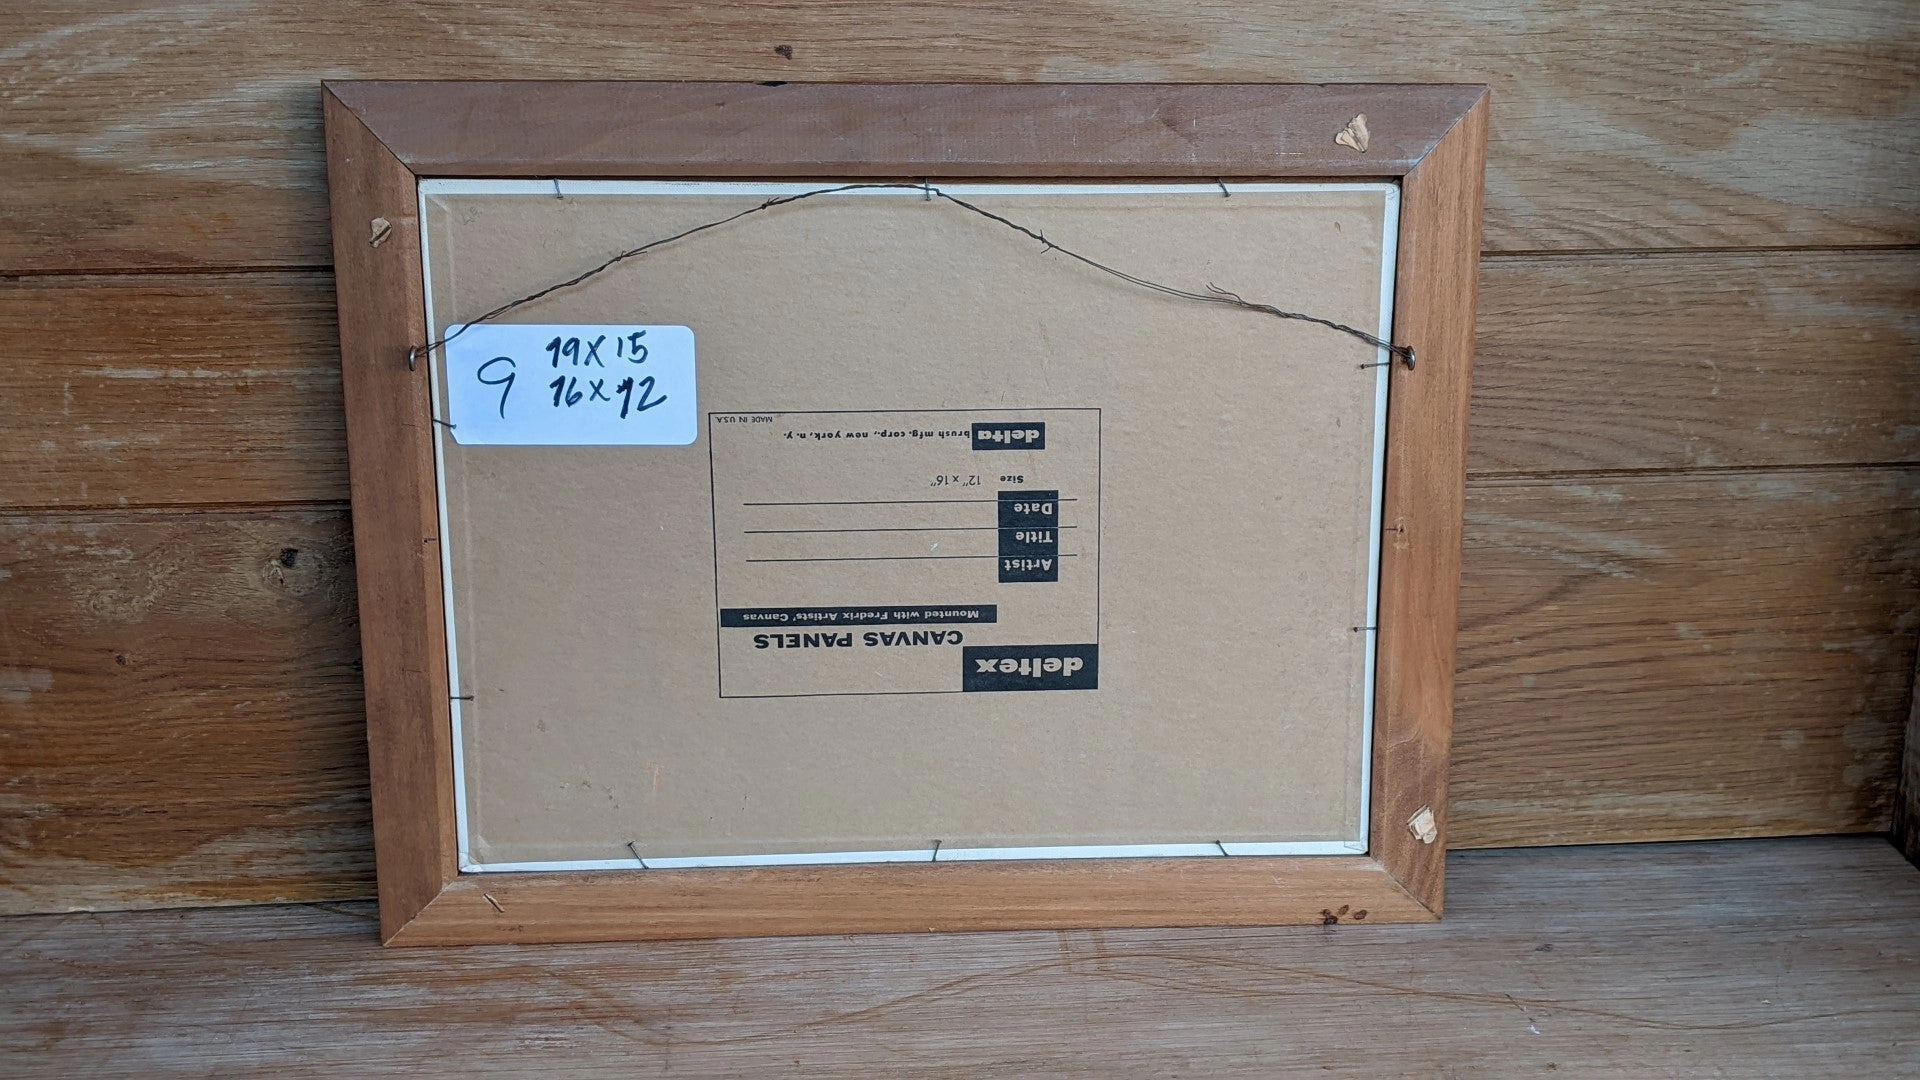 9
19X15
16X12
deltex
CANVAS PANELS
Mounted with Fredrix Artists' Canvas
Artist
Title
Date
Size 12" x 16"
delta brush mfg. corp., new york, n.y.
MADE IN U.S.A.